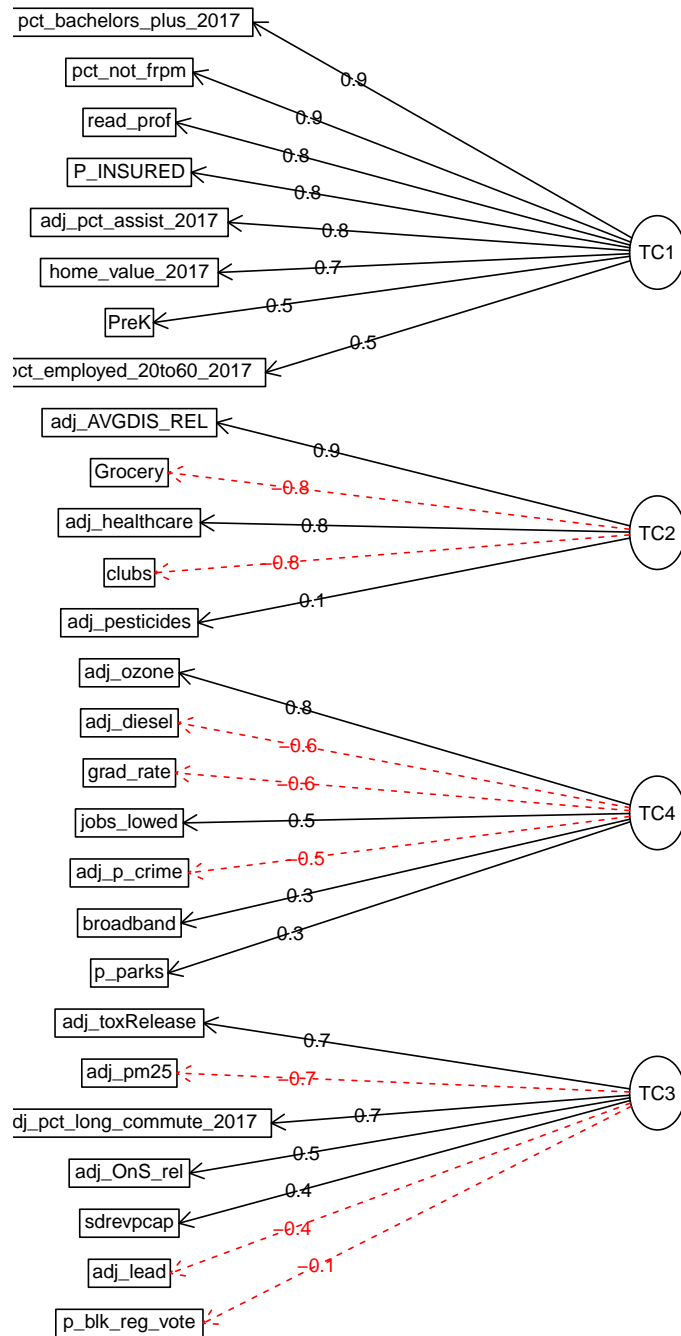 pct_bachelors_plus_2017
0.9
pct_not_frpm
0.9
read_prof
0.8
P_INSURED
0.8
adj_pct_assist_2017
0.8
TC1
home_value_2017
0.7
PreK
0.5
pct_employed_20to60_2017
0.5
adj_AVGDIS_REL
0.9
Grocery
−0.8
adj_healthcare
0.8
TC2
clubs
−0.8
adj_pesticides
0.1
adj_ozone
0.8
adj_diesel
−0.6
grad_rate
−0.6
jobs_lowed
0.5
TC4
adj_p_crime
−0.5
broadband
0.3
p_parks
0.3
adj_toxRelease
0.7
adj_pm25
−0.7
TC3
dj_pct_long_commute_2017
0.7
adj_OnS_rel
0.5
sdrevpcap
0.4
adj_lead
−0.4
p_blk_reg_vote
−0.1